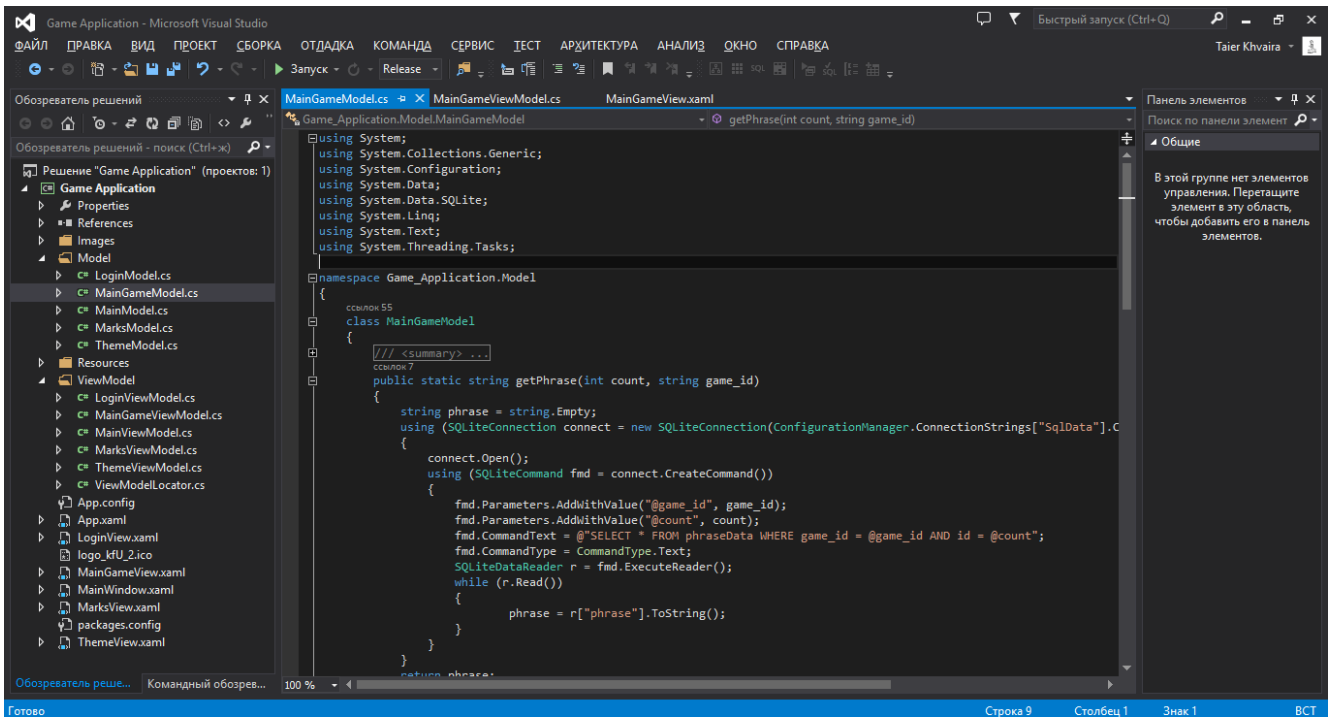 Game Application - Microsoft Visual Studio
Быстрый запуск (Ctrl+Q)
ФАЙЛ ПРАВКА ВИД ПРОЕКТ СБОРКА ОТЛАДКА КОМАНДА СЕРВИС ТЕСТ АРХИТЕКТУРА АНАЛИЗ ОКНО СПРАВКА
Taier Khvaira
Запуск
Release
Обозреватель решений
Обозреватель решений - поиск (Ctrl+ж)
Решение "Game Application" (проектов: 1)
C# Game Application
Properties
References
Images
Model
C# LoginModel.cs
C# MainGameModel.cs
C# MainModel.cs
C# MarksModel.cs
C# ThemeModel.cs
Resources
ViewModel
C# LoginViewModel.cs
C# MainGameViewModel.cs
C# MainViewModel.cs
C# MarksViewModel.cs
C# ThemeViewModel.cs
C# ViewModelLocator.cs
App.config
App.xaml
LoginView.xaml
logo_kfU_2.ico
MainGameView.xaml
MainWindow.xaml
MarksView.xaml
packages.config
ThemeView.xaml
Обозреватель реше... Командный обозрев...
MainGameModel.cs MainGameViewModel.cs MainGameView.xaml
Game_Application.Model.MainGameModel getPhrase(int count, string game_id)
using System;
using System.Collections.Generic;
using System.Configuration;
using System.Data;
using System.Data.SQLite;
using System.Linq;
using System.Text;
using System.Threading.Tasks;
namespace Game_Application.Model
{
ссылок 55
class MainGameModel
{
/// <summary> ...
ссылок 7
public static string getPhrase(int count, string game_id)
{
string phrase = string.Empty;
using (SQLiteConnection connect = new SQLiteConnection(ConfigurationManager.ConnectionStrings["SqlData"].C
{
connect.Open();
using (SQLiteCommand fmd = connect.CreateCommand())
{
fmd.Parameters.AddWithValue("@game_id", game_id);
fmd.Parameters.AddWithValue("@count", count);
fmd.CommandText = @"SELECT * FROM phraseData WHERE game_id = @game_id AND id = @count";
fmd.CommandType = CommandType.Text;
SQLiteDataReader r = fmd.ExecuteReader();
while (r.Read())
{
phrase = r["phrase"].ToString();
}
}
}
return phrase;
100 %
Панель элементов
Поиск по панели элемент
Общие
В этой группе нет элементов
управления. Перетащите
элемент в эту область,
чтобы добавить его в панель
элементов.
Готово Строка 9 Столбец 1 Знак 1 ВСТ